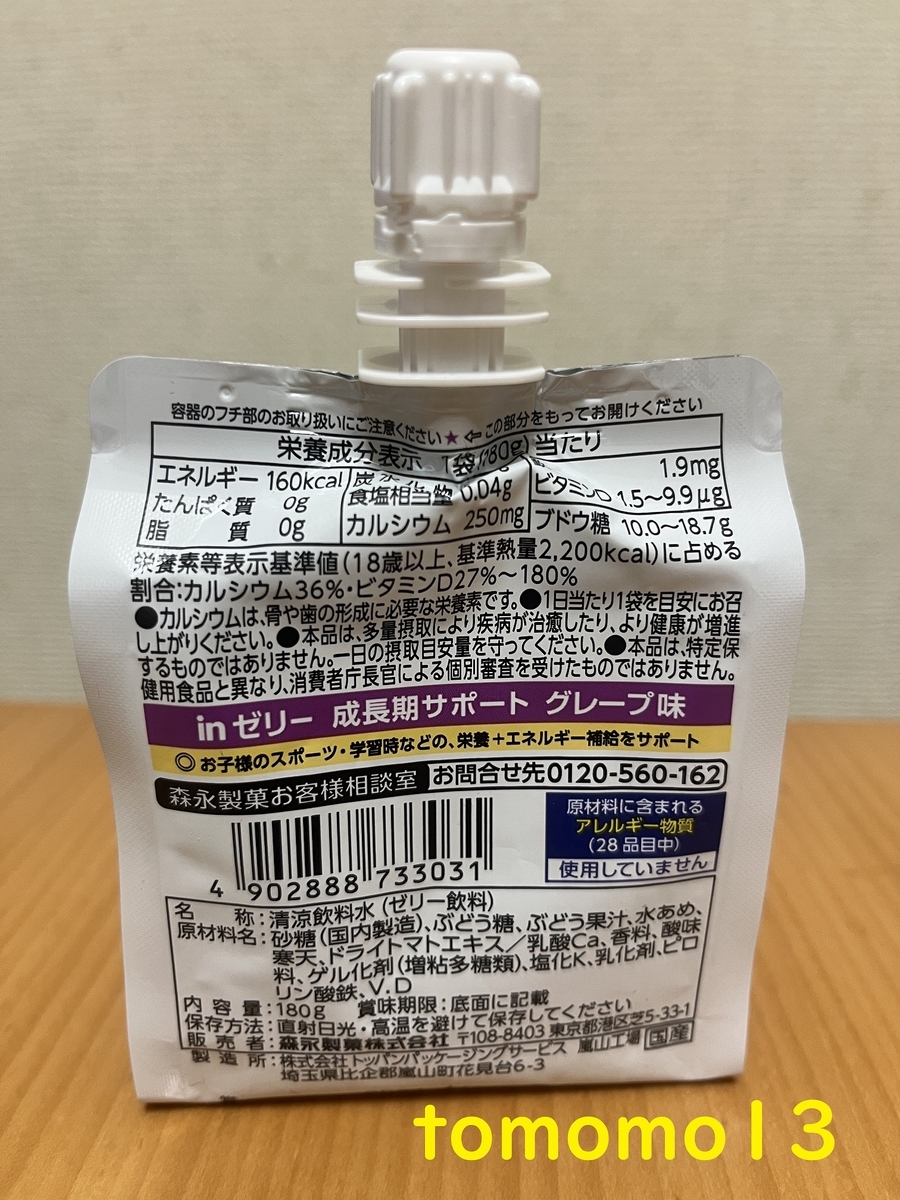 容器のフチ部のお取り扱いにご注意ください★⇦この部分をもってお開けください
栄養成分表示 1袋(180g)当たり
エネルギー 160kcal
たんぱく質 0g
脂質 0g
食塩相当量 0.04g
カルシウム 250mg
1.9mg
ビタミンD 1.5～9.9μg
ブドウ糖 10.0～18.7g
栄養素等表示基準値(18歳以上、基準熱量2,200kcal)に占める
割合:カルシウム36%・ビタミンD27%～180%
●カルシウムは、骨や歯の形成に必要な栄養素です。●1日当たり1袋を目安にお召
し上がりください。●本品は、多量摂取により疾病が治癒したり、より健康が増進
するものではありません。一日の摂取目安量を守ってください。●本品は、特定保
健用食品と異なり、消費者庁長官による個別審査を受けたものではありません。
inゼリー 成長期サポート グレープ味
◎お子様のスポーツ・学習時などの、栄養+エネルギー補給をサポート
森永製菓お客様相談室 お問合せ先0120-560-162
原材料に含まれる
アレルギー物質
(28品目中)
使用していません
4 902888 733031
名称:清涼飲料水(ゼリー飲料)
原材料名:砂糖(国内製造)、ぶどう糖、ぶどう果汁、水あめ、
寒天、ドライトマトエキス/乳酸Ca、香料、酸味
料、ゲル化剤(増粘多糖類)、塩化K、乳化剤、ピロ
リン酸鉄、V.D
内容量:180g 賞味期限:底面に記載
保存方法:直射日光・高温を避けて保存してください
販売者:森永製菓株式会社 〒108-8403 東京都港区芝5-33-1
製造所:株式会社トッパンパッケージングサービス 嵐山工場 国産
埼玉県比企郡嵐山町花見台6-3
tomomo13